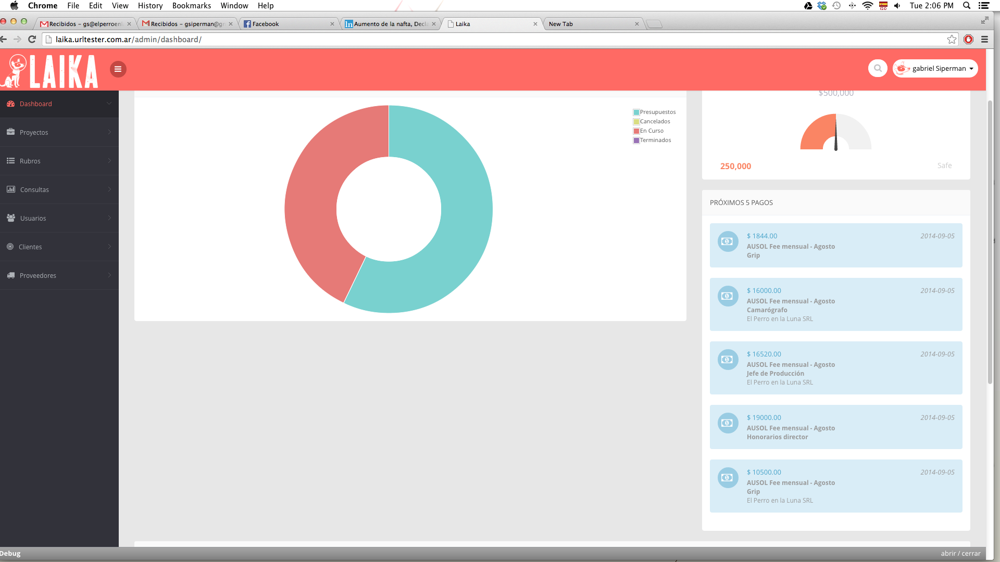 Chrome File Edit View History Bookmarks Window Help
ISO
Tue 2:06 PM
Recibidos – gs@elperroen
Recibidos – gsiperman@g
Facebook
in Aumento de la nafta, Decla
Laika
New Tab
laika.urltester.com.ar/admin/dashboard/
LAIKA
gabriel Siperman
Dashboard
Proyectos
Rubros
Consultas
Usuarios
Clientes
Proveedores
Presupuestos
Cancelados
En Curso
Terminados
$500,000
250,000
Safe
PRÓXIMOS 5 PAGOS
$ 1844.00
2014-09-05
AUSOL Fee mensual - Agosto
Grip
$ 16000.00
2014-09-05
AUSOL Fee mensual - Agosto
Camarógrafo
El Perro en la Luna SRL
$ 16520.00
2014-09-05
AUSOL Fee mensual - Agosto
Jefe de Producción
El Perro en la Luna SRL
$ 19000.00
2014-09-05
AUSOL Fee mensual - Agosto
Honorarios director
$ 10500.00
2014-09-05
AUSOL Fee mensual - Agosto
Grip
El Perro en la Luna SRL
Debug
abrir / cerrar